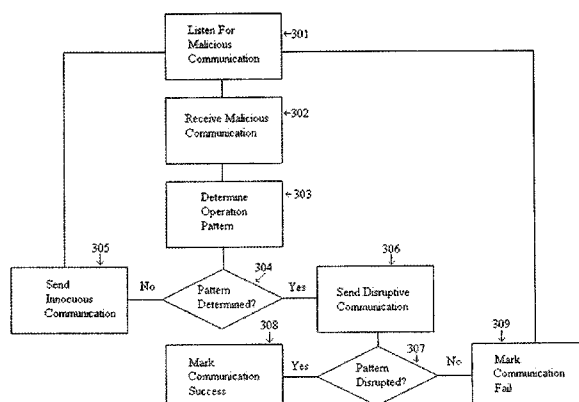 Listen For
Malicious
Communication
301
Receive Malicious
Communication
302
Determine
Operation
Pattern
303
305
Send
Innocuous
Communication
No
304
Pattern
Determined?
Yes
306
Send Disruptive
Communication
308
Mark
Communication
Success
Yes
307
Pattern
Disrupted?
No
309
Mark
Communication
Fail